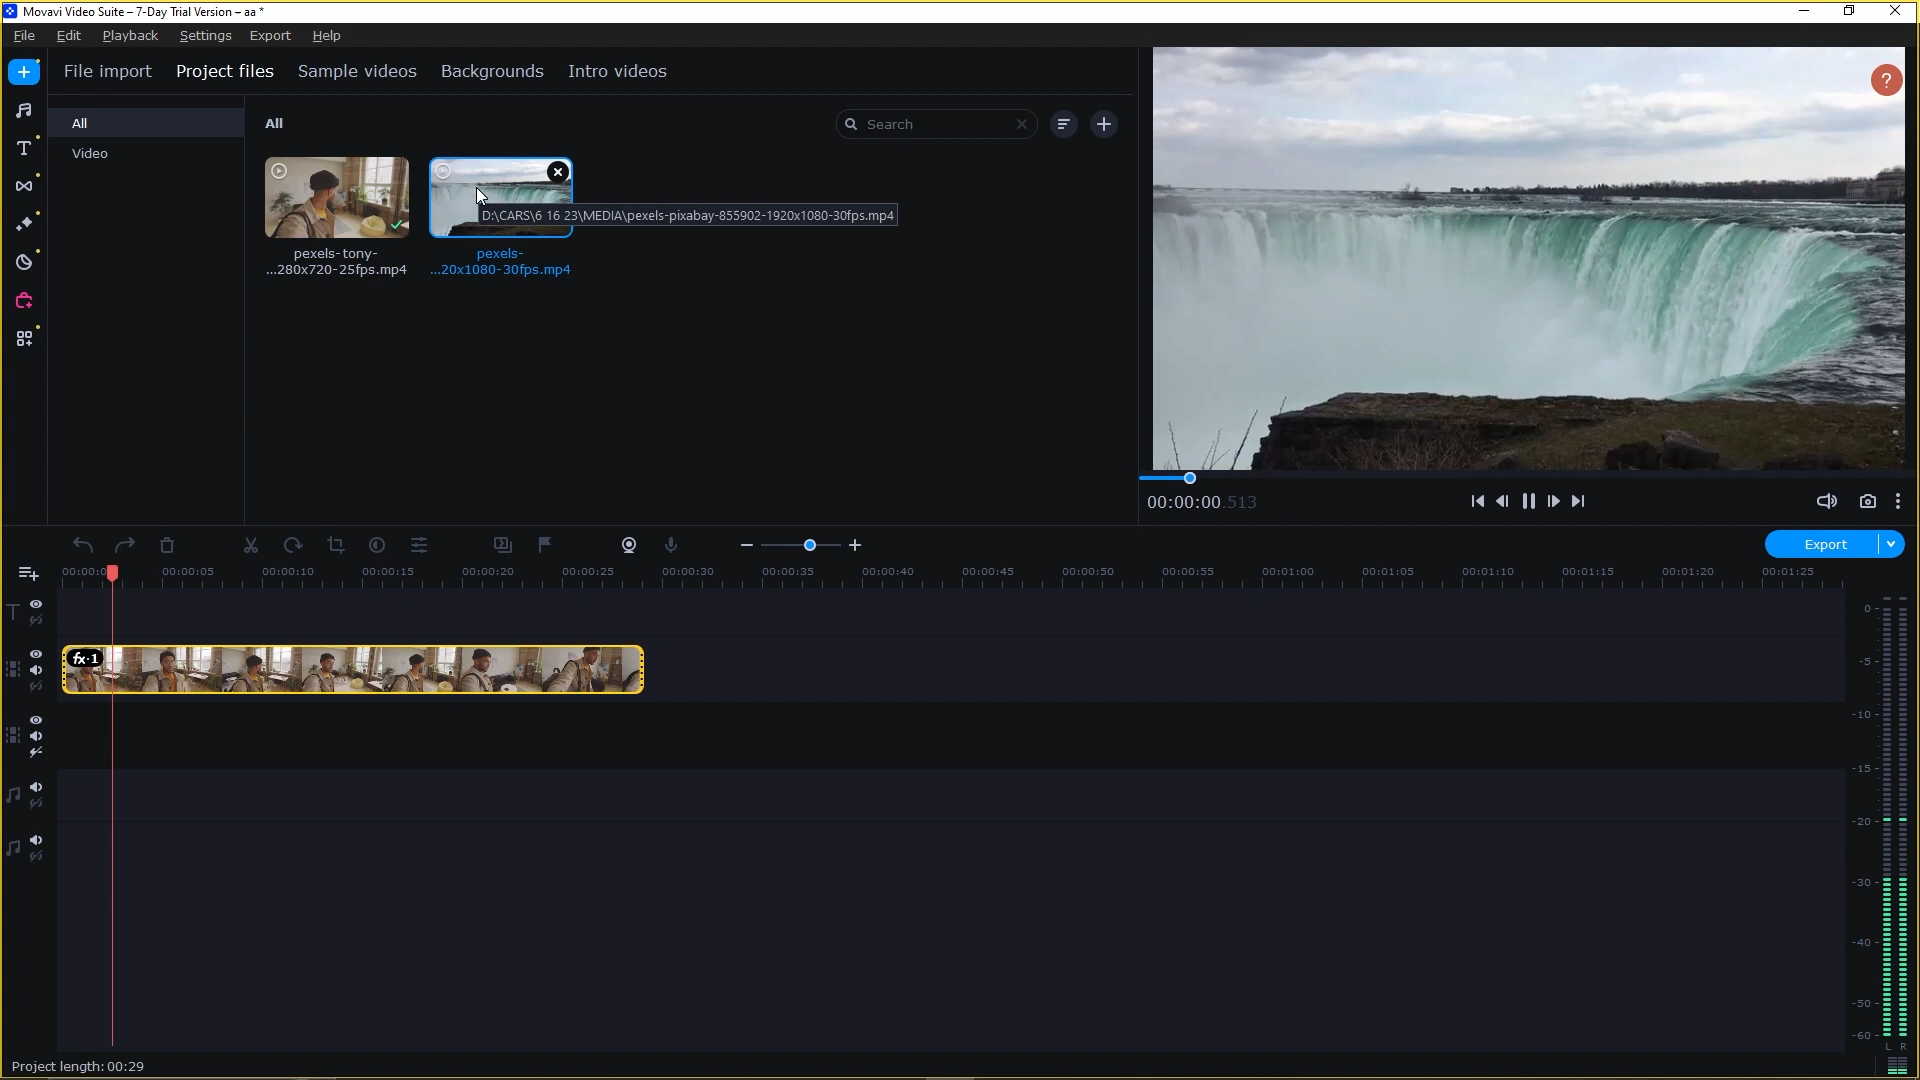 Movavi Video Suite – 7-Day Trial Version – aa *
File Edit Playback Settings Export Help
File import Project files Sample videos Backgrounds Intro videos
All
Video
All
Search
D:\CARS\6 16 23\MEDIA\pexels-pixabay-855902-1920x1080-30fps.mp4
pexels-tony-
...280x720-25fps.mp4
pexels-
...20x1080-30fps.mp4
?
00:00:00.513
Export
00:00:0 00:00:05 00:00:10 00:00:15 00:00:20 00:00:25 00:00:30 00:00:35 00:00:40 00:00:45 00:00:50 00:00:55 00:01:00 00:01:05 00:01:10 00:01:15 00:01:20 00:01:25
fx·1
0
-5
-10
-15
-20
-30
-40
-50
-60
L R
Project length: 00:29